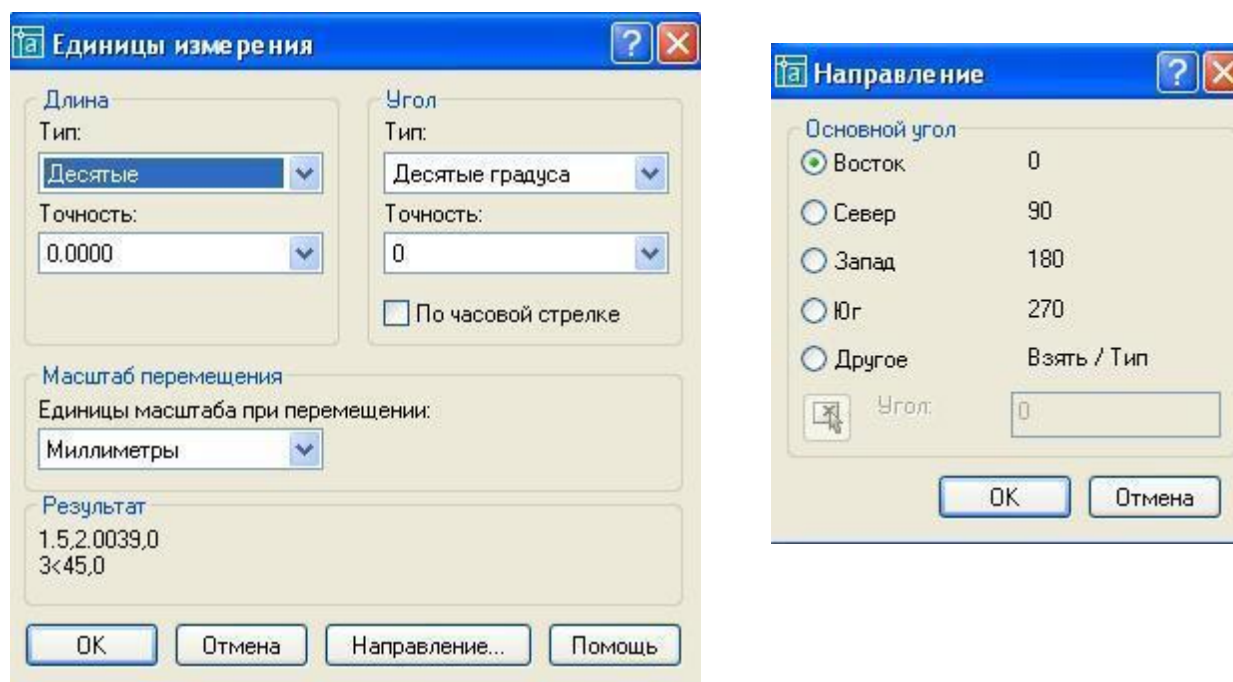 Единицы измерения
Длина
Тип:
Десятые
Точность:
0.0000
Угол
Тип:
Десятые градуса
Точность:
0
По часовой стрелке
Масштаб перемещения
Единицы масштаба при перемещении:
Миллиметры
Результат
1.5,2.0039,0
3<45,0
ОК Отмена Направление... Помощь
Направление
Основной угол
Восток 0
Север 90
Запад 180
Юг 270
Другое Взять / Тип
Угол: 0
ОК Отмена